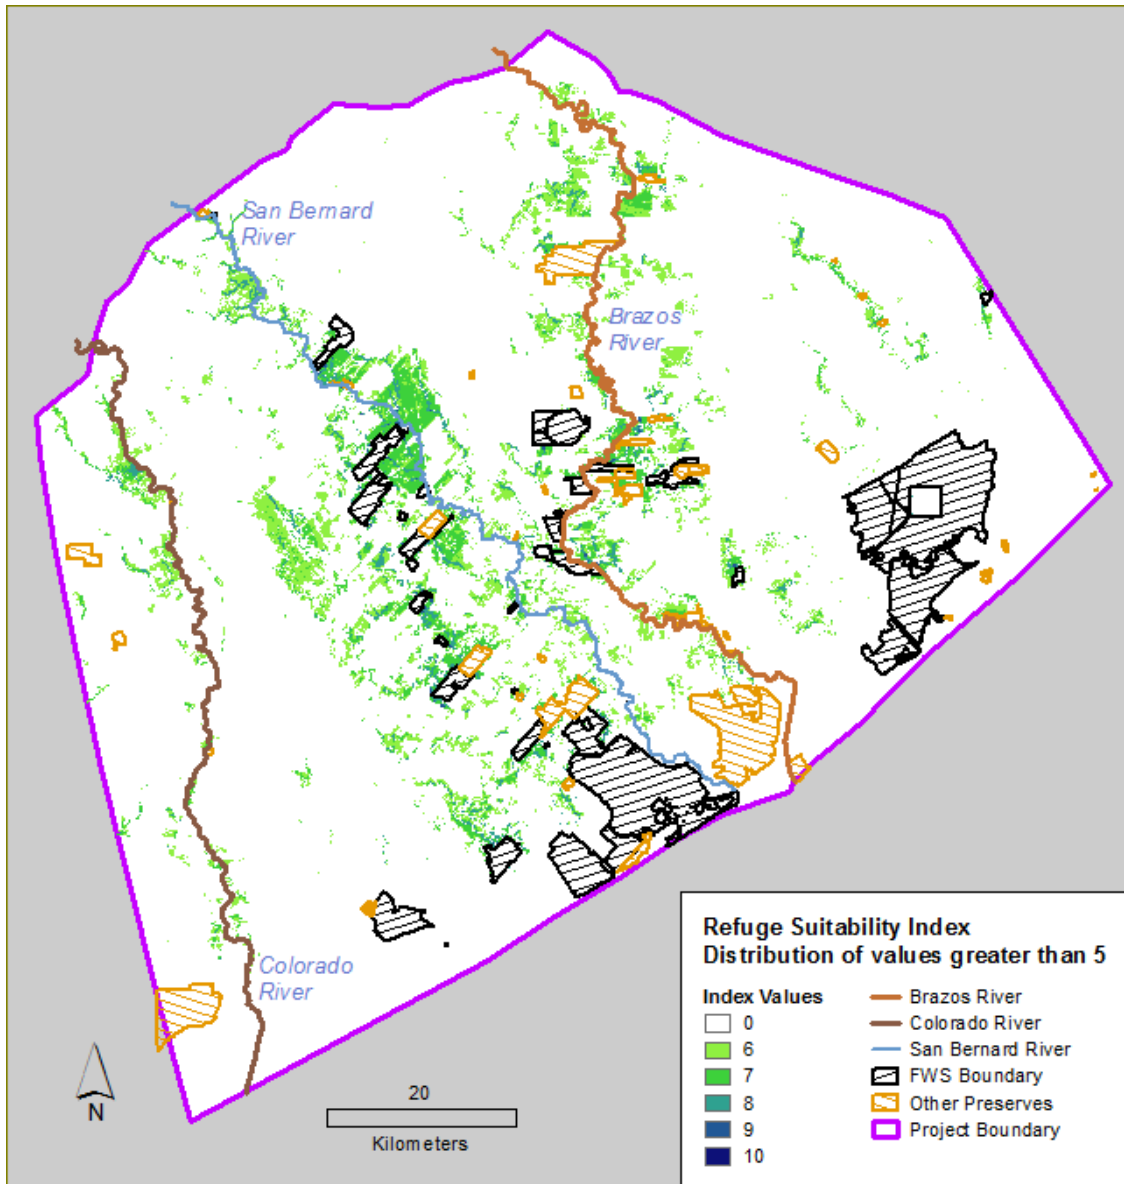 San Bernard
River
Brazos
River
Colorado
River
N
20
Kilometers
Refuge Suitability Index
Distribution of values greater than 5
Index Values
0
6
7
8
9
10
Brazos River
Colorado River
San Bernard River
FWS Boundary
Other Preserves
Project Boundary